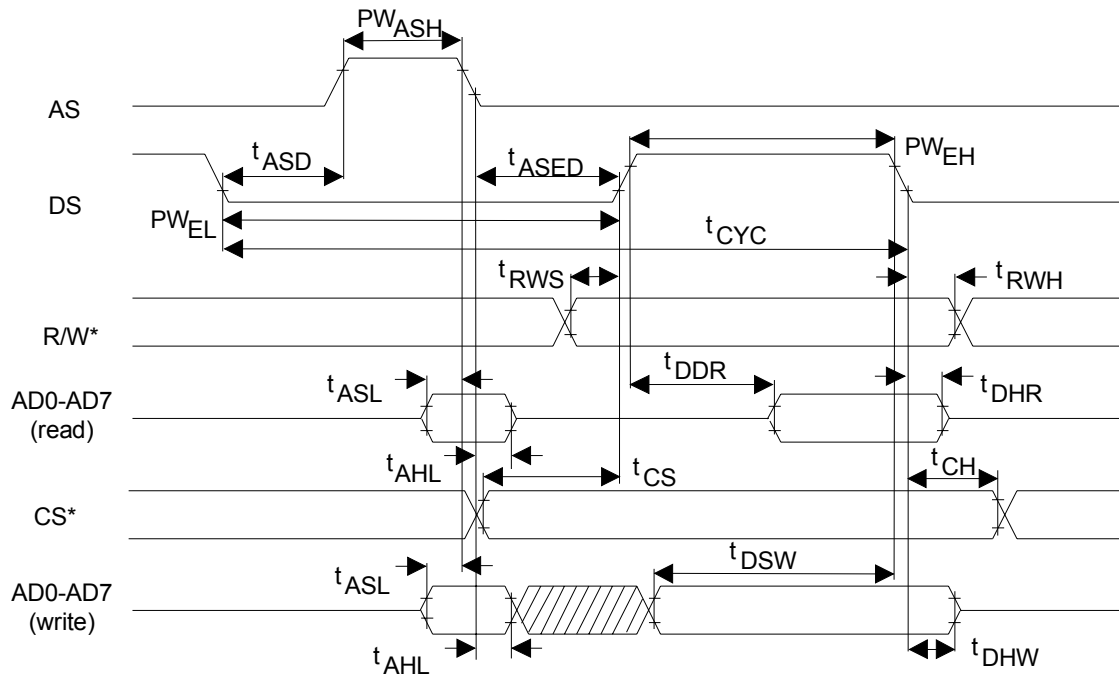 PWASH
AS
tASD
tASED
PWEH
DS
PWEL
tCYC
tRWS
tRWH
R/W*
tDDR
tASL
tDHR
AD0-AD7
(read)
tAHL
tCS
tCH
CS*
tDSW
tASL
AD0-AD7
(write)
tAHL
tDHW